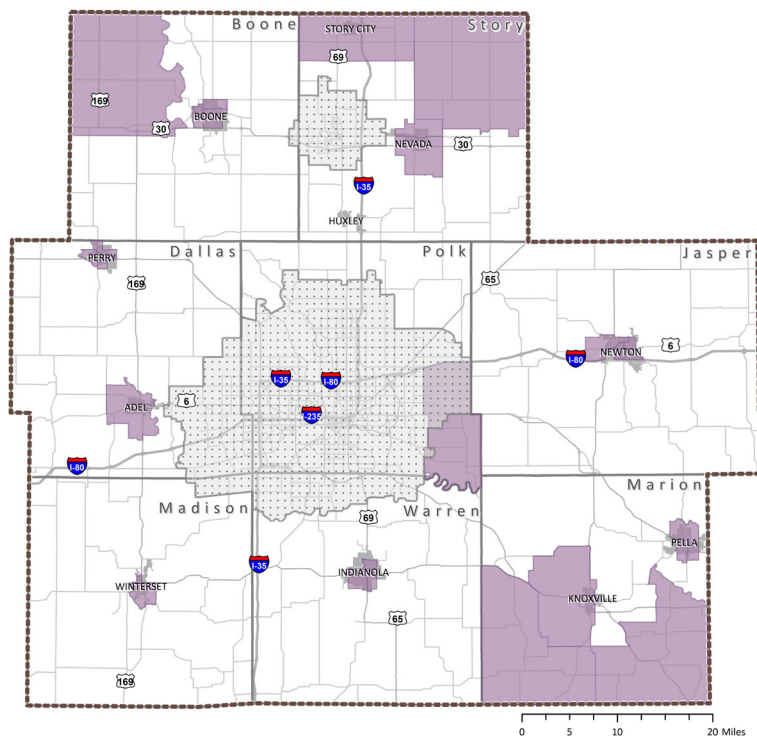 Boone
STORY CITY
Story
69
169
BOONE
30
NEVADA
30
I-35
HUXLEY
PERRY
Dallas
Polk
Jasper
169
65
NEWTON
6
I-80
I-35
I-80
ADEL
6
I-235
I-80
Madison
Warren
Marion
69
PELLA
I-35
INDIANOLA
WINTERSET
KNOXVILLE
65
169
0 5 10 20 Miles